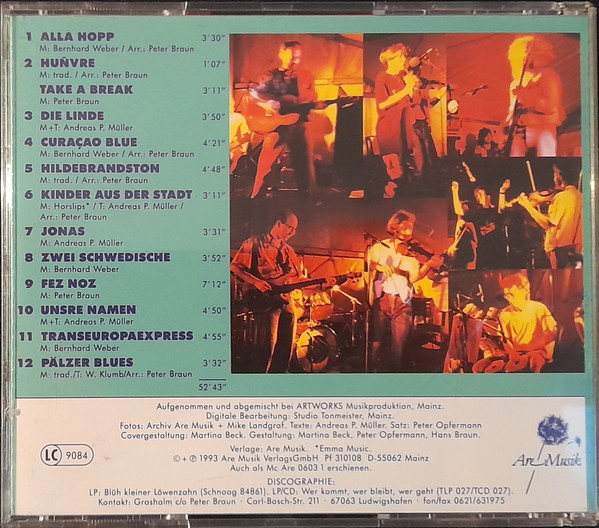 1 ALLA HOPP 3'30"
M: Bernhard Weber / Arr.: Peter Braun
2 HUÑVRE 1'07"
M: trad. / Arr.: Peter Braun
TAKE A BREAK 3'11"
M: Peter Braun
3 DIE LINDE 3'50"
M+T: Andreas P. Müller
4 CURAÇAO BLUE 4'21"
M: Bernhard Weber / Arr.: Peter Braun
5 HILDEBRANDSTON 4'48"
M: trad. / Arr.: Peter Braun
6 KINDER AUS DER STADT 3'11"
M: Horslips* / T: Andreas P. Müller /
Arr.: Peter Braun
7 JONAS 3'31"
M: Andreas P. Müller
8 ZWEI SCHWEDISCHE 3'52"
M: Bernhard Weber
9 FEZ NOZ 7'12"
M: Peter Braun
10 UNSRE NAMEN 4'50"
M+T: Andreas P. Müller
11 TRANSEUROPAEXPRESS 4'55"
M: Bernhard Weber
12 PÄLZER BLUES 3'32"
M: trad./T: W. Klumb/Arr.: Peter Braun
52'43"
Aufgenommen und abgemischt bei ARTWORKS Musikproduktion, Mainz.
Digitale Bearbeitung: Studio Tonmeister, Mainz.
Fotos: Archiv Are Musik + Mike Landgraf. Texte: Andreas P. Müller. Satz: Peter Opfermann
Covergestaltung: Martina Beck. Gestaltung: Martina Beck, Peter Opfermann, Hans Braun.
Verlage: Are Musik. *Emma Music.
©+℗ 1993 Are Musik VerlagsGmbH Pf 310108 D-55062 Mainz
Auch als Mc Are 0603 1 erschienen.
LC 9084
Are Musik
DISCOGRAPHIE:
LP: Blüh kleiner Löwenzahn (Schnoog 84861). LP/CD: Wer kommt, wer bleibt, wer geht (TLP 027/TCD 027).
Kontakt: Grasholm c/o Peter Braun · Carl-Bosch-Str. 211 · 67063 Ludwigshafen · fon/fax 0621/631975